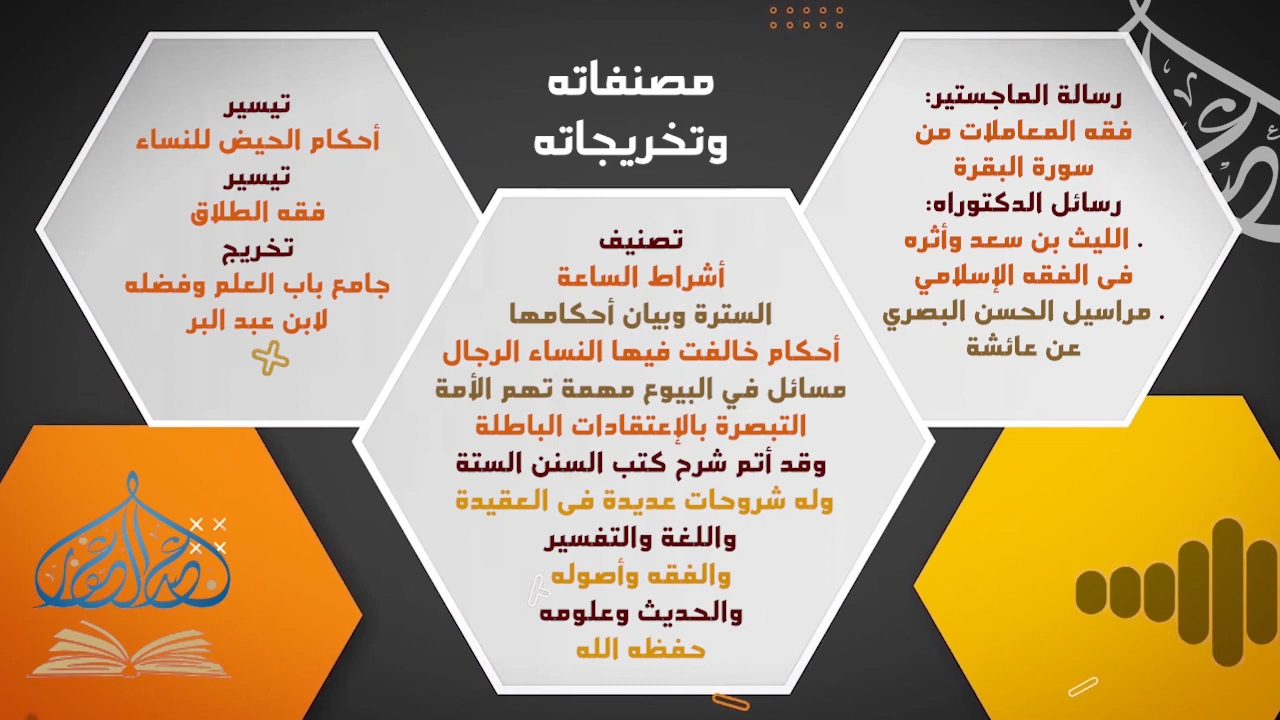 مصنفاته
وتخريجاته
رسالة الماجستير:
فقه المعاملات من
سورة البقرة
رسائل الدكتوراه:
. الليث بن سعد وأثره
فى الفقه الإسلامي
. مراسيل الحسن البصري
عن عائشة
تصنيف
أشراط الساعة
السترة وبيان أحكامها
أحكام خالفت فيها النساء الرجال
مسائل في البيوع مهمة تهم الأمة
التبصرة بالإعتقادات الباطلة
وقد أتم شرح كتب السنن الستة
وله شروحات عديدة فى العقيدة
واللغة والتفسير
والفقه وأصوله
والحديث وعلومه
حفظه الله
تيسير
أحكام الحيض للنساء
تيسير
فقه الطلاق
تخريج
جامع باب العلم وفضله
لابن عبد البر